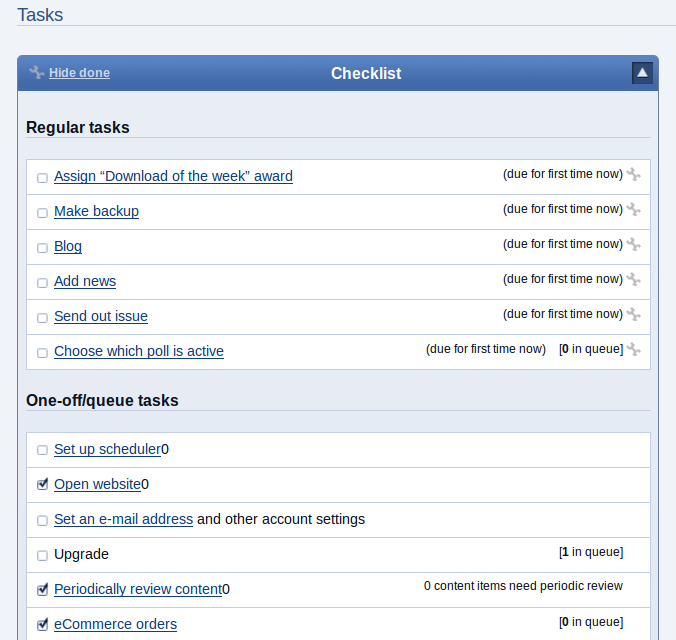 Tasks
Hide done Checklist
Regular tasks
Assign “Download of the week” award (due for first time now)
Make backup (due for first time now)
Blog (due for first time now)
Add news (due for first time now)
Send out issue (due for first time now)
Choose which poll is active (due for first time now) [0 in queue]
One-off/queue tasks
Set up scheduler0
Open website0
Set an e-mail address and other account settings
Upgrade [1 in queue]
Periodically review content0 0 content items need periodic review
eCommerce orders [0 in queue]